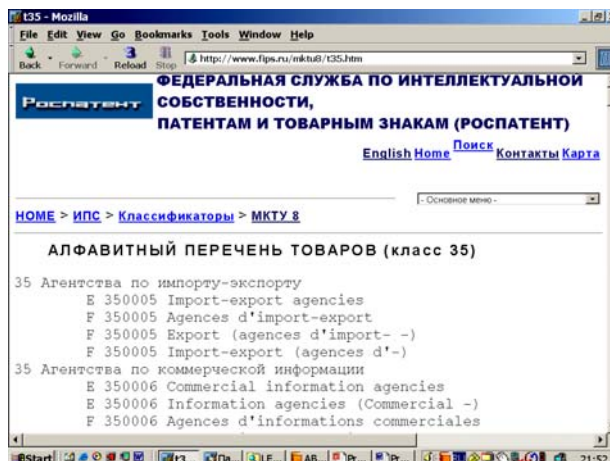 t35 - Mozilla
File Edit View Go Bookmarks Tools Window Help
Back Forward Reload Stop http://www.fips.ru/mktu8/t35.htm
ФЕДЕРАЛЬНАЯ СЛУЖБА ПО ИНТЕЛЛЕКТУАЛЬНОЙ
Роспатент СОБСТВЕННОСТИ,
ПАТЕНТАМ И ТОВАРНЫМ ЗНАКАМ (РОСПАТЕНТ)
English Home Поиск Контакты Карта
- Основное меню -
HOME > ИПС > Классификаторы > МКТУ 8
АЛФАВИТНЫЙ ПЕРЕЧЕНЬ ТОВАРОВ (класс 35)
35 Агентства по импорту-экспорту
E 350005 Import-export agencies
F 350005 Agences d'import-export
F 350005 Export (agences d'import- -)
F 350005 Import-export (agences d'-)
35 Агентства по коммерческой информации
E 350006 Commercial information agencies
E 350006 Information agencies (Commercial -)
F 350006 Agences d'informations commerciales
Start 21:52